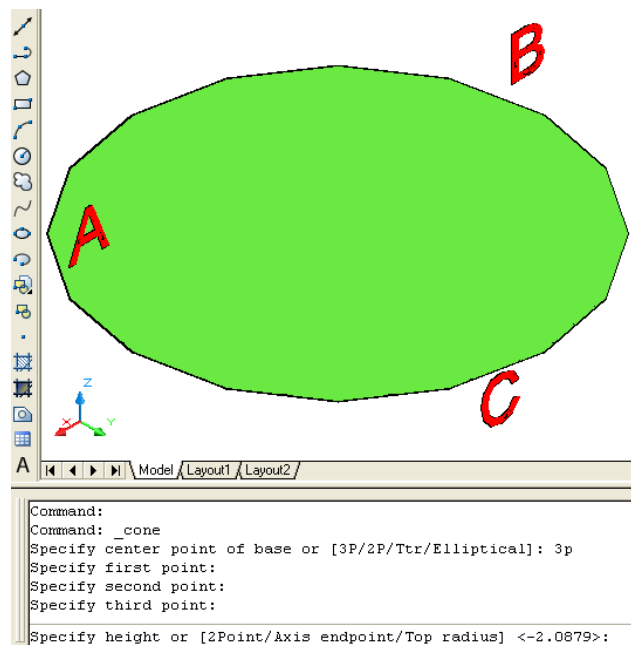 B
A
C
Z
X
Y
A
Model Layout1 Layout2
Command:
Command: _cone
Specify center point of base or [3P/2P/Ttr/Elliptical]: 3p
Specify first point:
Specify second point:
Specify third point:
Specify height or [2Point/Axis endpoint/Top radius] <-2.0879>: